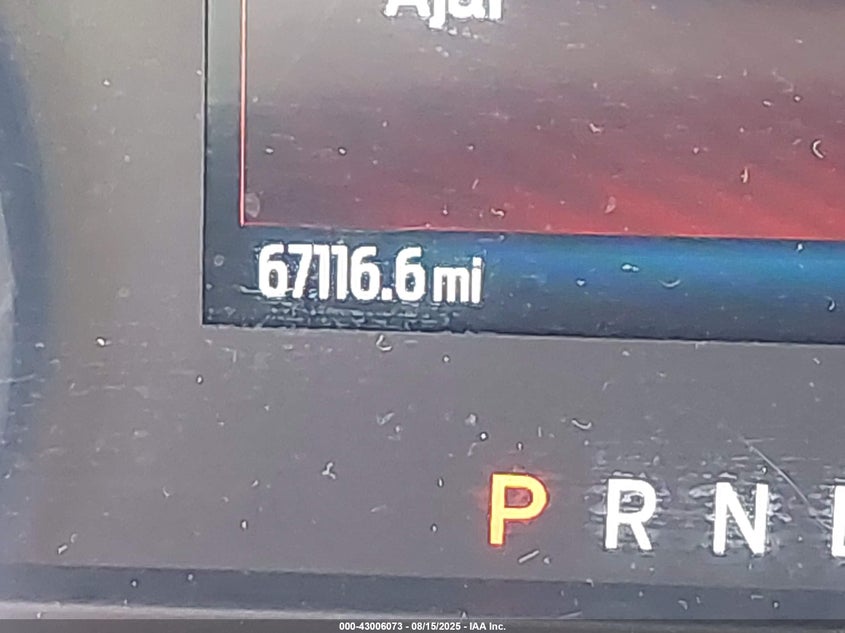 Ajar
67116.6 mi
P R N
000-43006073 - 08/15/2025 - IAA Inc.